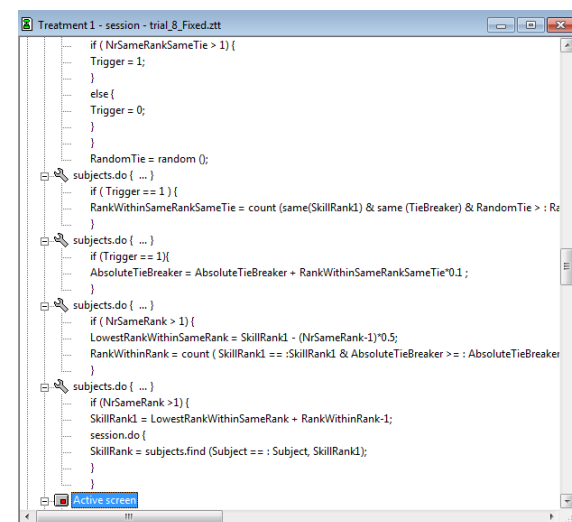 Treatment 1 - session - trial_8_Fixed.ztt
if ( NrSameRankSameTie > 1) {
Trigger = 1;
}
else {
Trigger = 0;
}
}
RandomTie = random ();
subjects.do { ... }
if ( Trigger == 1 ) {
RankWithinSameRankSameTie = count (same(SkillRank1) & same (TieBreaker) & RandomTie > : Ra
}
subjects.do { ... }
if (Trigger == 1){
AbsoluteTieBreaker = AbsoluteTieBreaker + RankWithinSameRankSameTie*0.1 ;
}
subjects.do { ... }
if ( NrSameRank > 1) {
LowestRankWithinSameRank = SkillRank1 - (NrSameRank-1)*0.5;
RankWithinRank = count ( SkillRank1 == :SkillRank1 & AbsoluteTieBreaker >= : AbsoluteTieBreaker
}
subjects.do { ... }
if (NrSameRank >1) {
SkillRank1 = LowestRankWithinSameRank + RankWithinRank-1;
session.do {
SkillRank = subjects.find (Subject == : Subject, SkillRank1);
}
}
Active screen